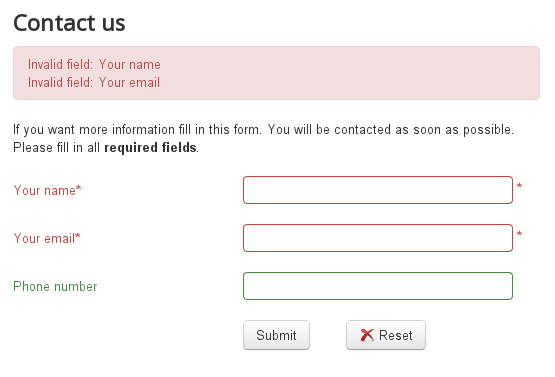 Contact us
Invalid field: Your name
Invalid field: Your email
If you want more information fill in this form. You will be contacted as soon as possible.
Please fill in all required fields.
Your name* *
Your email* *
Phone number
Submit Reset